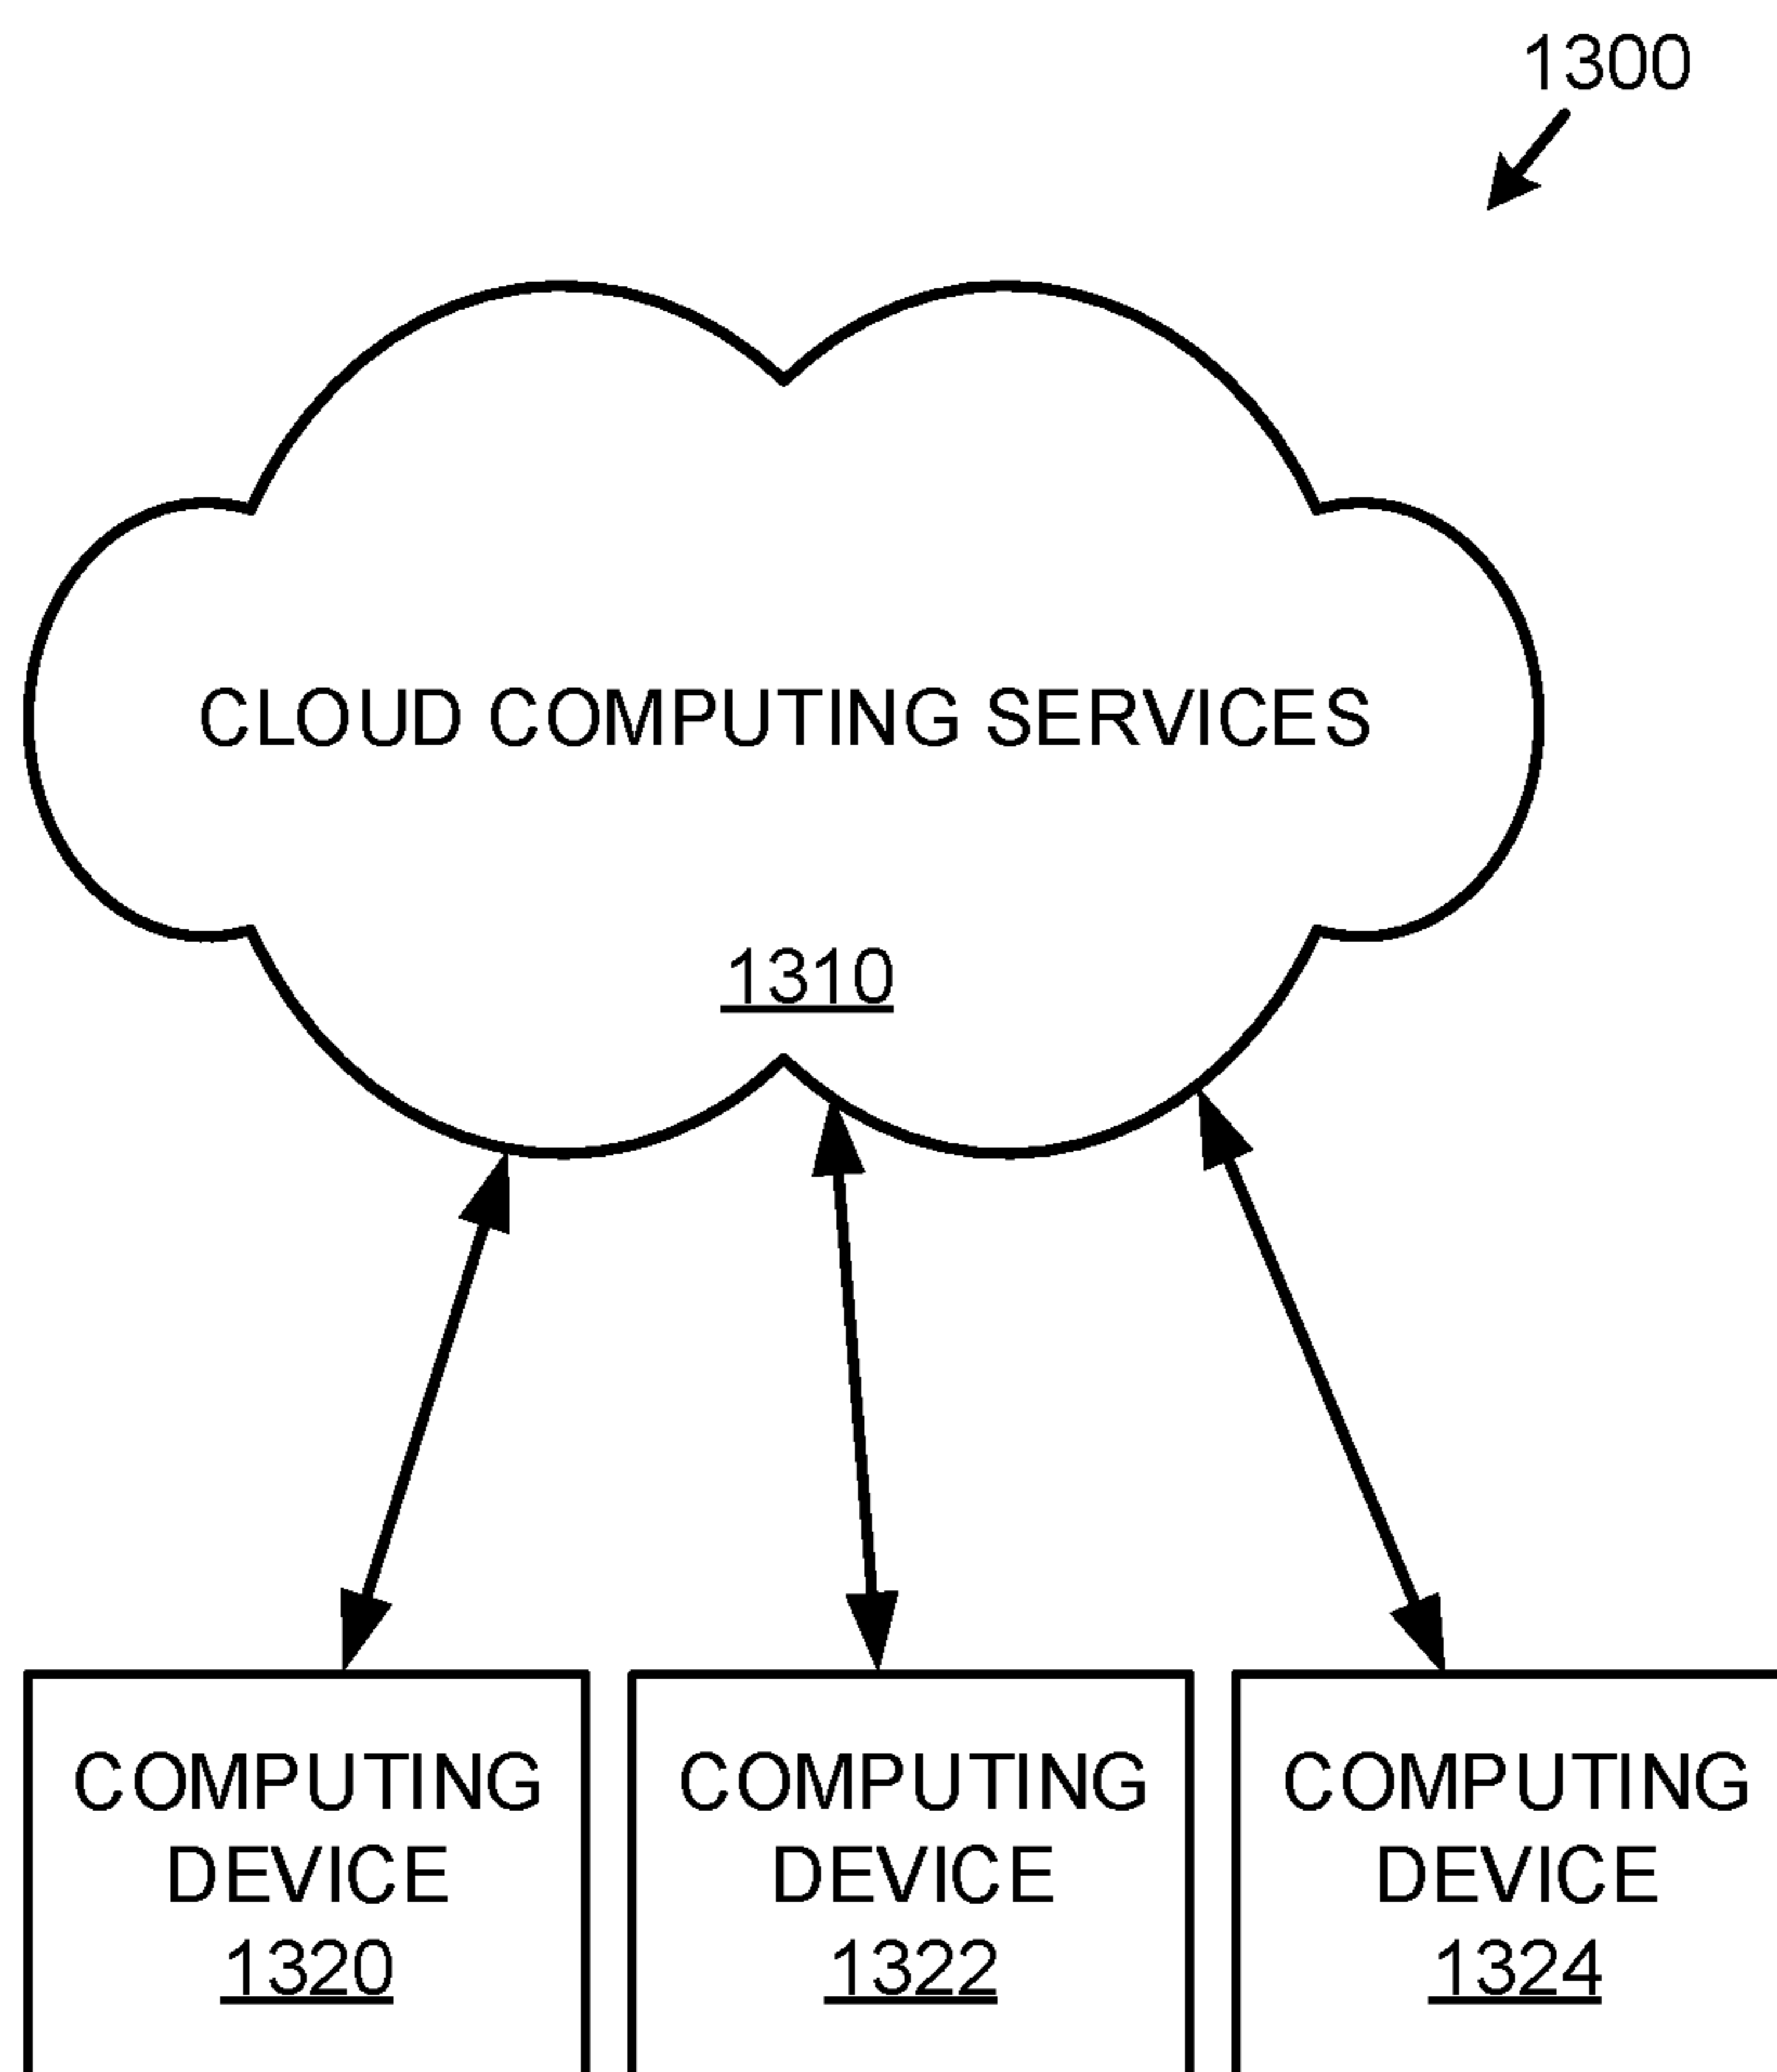 1300
CLOUD COMPUTING SERVICES
1310
COMPUTING
DEVICE
1320
COMPUTING
DEVICE
1322
COMPUTING
DEVICE
1324